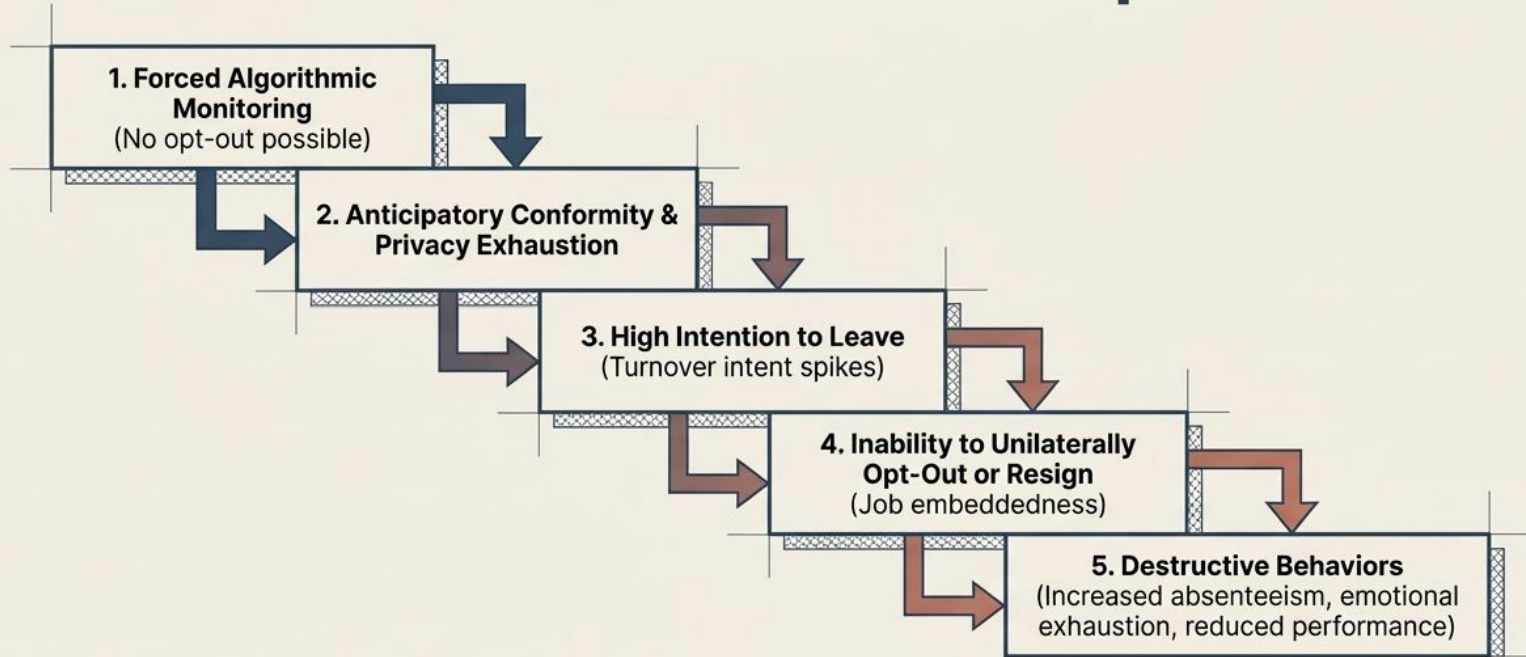 1. Forced Algorithmic
Monitoring
(No opt-out possible)
2. Anticipatory Conformity &
Privacy Exhaustion
3. High Intention to Leave
(Turnover intent spikes)
4. Inability to Unilaterally
Opt-Out or Resign
(Job embeddedness)
5. Destructive Behaviors
(Increased absenteeism, emotional
exhaustion, reduced performance)